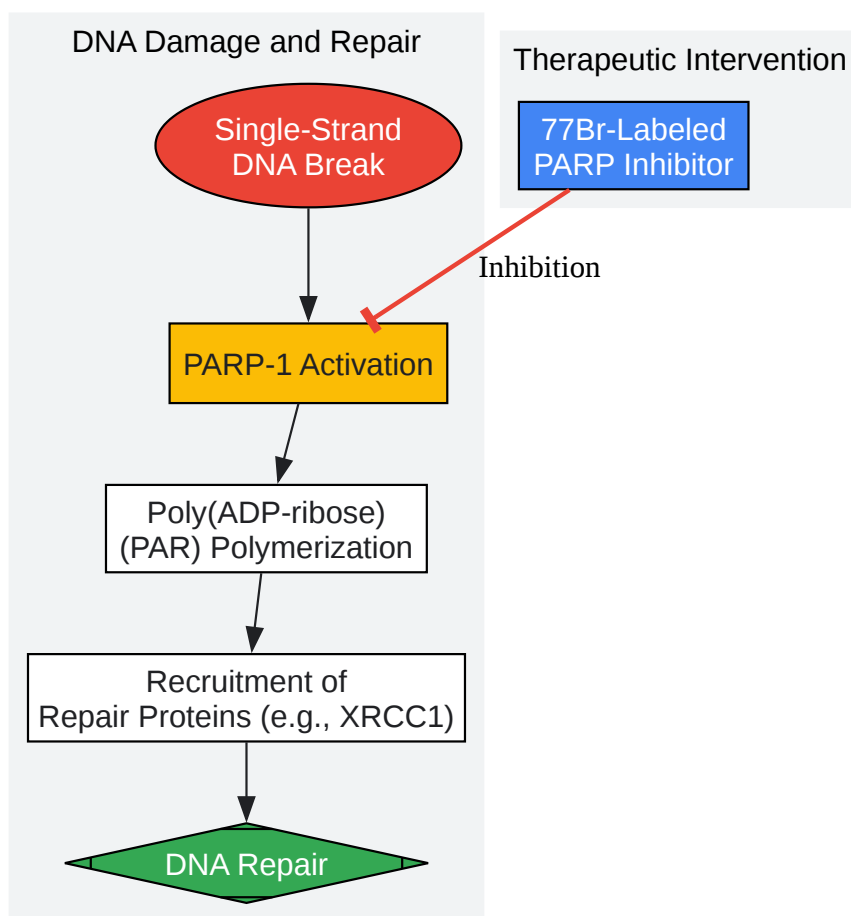 DNA Damage and Repair
Therapeutic Intervention
Single-Strand
DNA Break
77Br-Labeled
PARP Inhibitor
Inhibition
PARP-1 Activation
Poly(ADP-ribose)
(PAR) Polymerization
Recruitment of
Repair Proteins (e.g., XRCC1)
DNA Repair